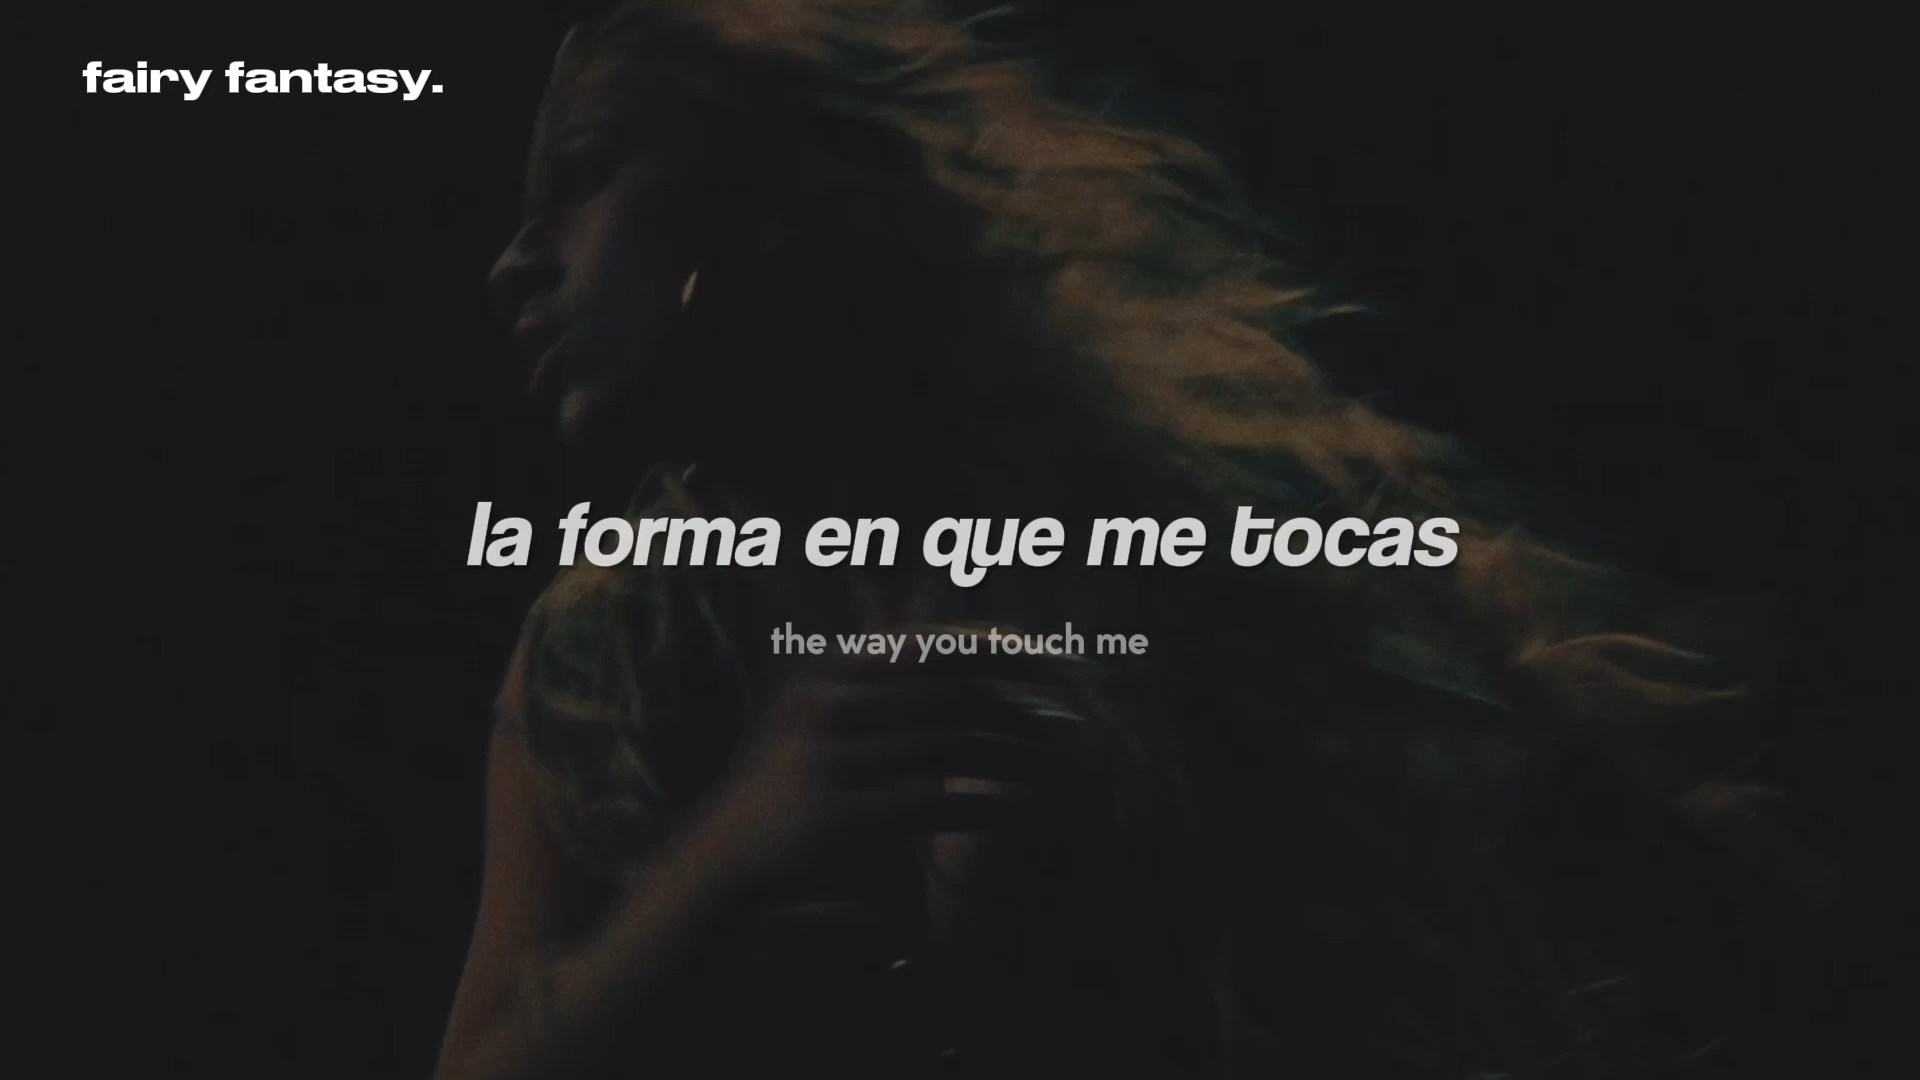 fairy fantasy.
la forma en que me tocas
the way you touch me